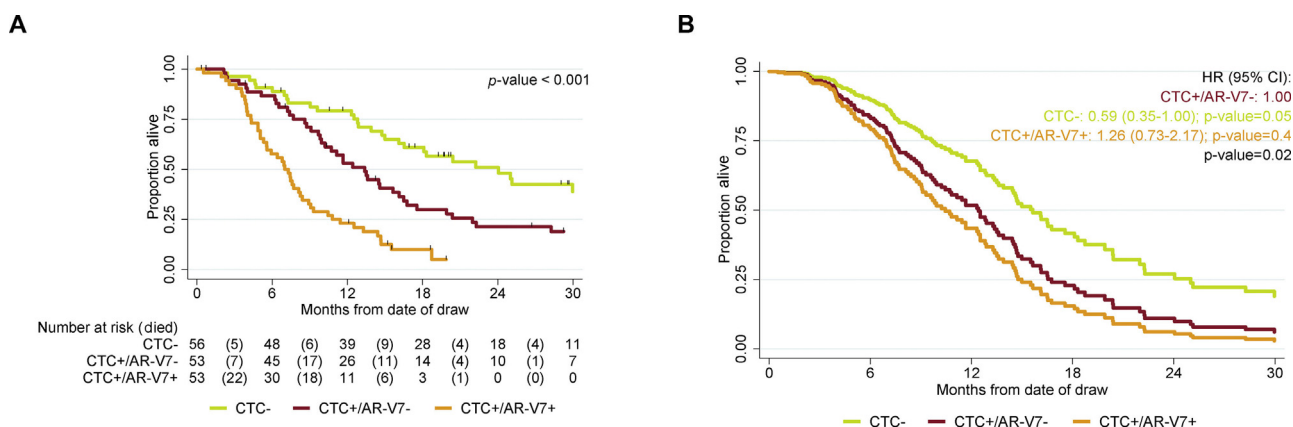 A
1.00
0.75
0.50
0.25
0.00
Proportion alive
p-value < 0.001
0 6 12 18 24 30
Months from date of draw
Number at risk (died)
CTC- 56 (5) 48 (6) 39 (9) 28 (4) 18 (4) 11
CTC+/AR-V7- 53 (7) 45 (17) 26 (11) 14 (4) 10 (1) 7
CTC+/AR-V7+ 53 (22) 30 (18) 11 (6) 3 (1) 0 (0) 0
CTC- CTC+/AR-V7- CTC+/AR-V7+
B
1.00
0.75
0.50
0.25
0.00
Proportion alive
HR (95% CI):
CTC+/AR-V7-: 1.00
CTC-: 0.59 (0.35-1.00); p-value=0.05
CTC+/AR-V7+: 1.26 (0.73-2.17); p-value=0.4
p-value=0.02
0 6 12 18 24 30
Months from date of draw
CTC- CTC+/AR-V7- CTC+/AR-V7+